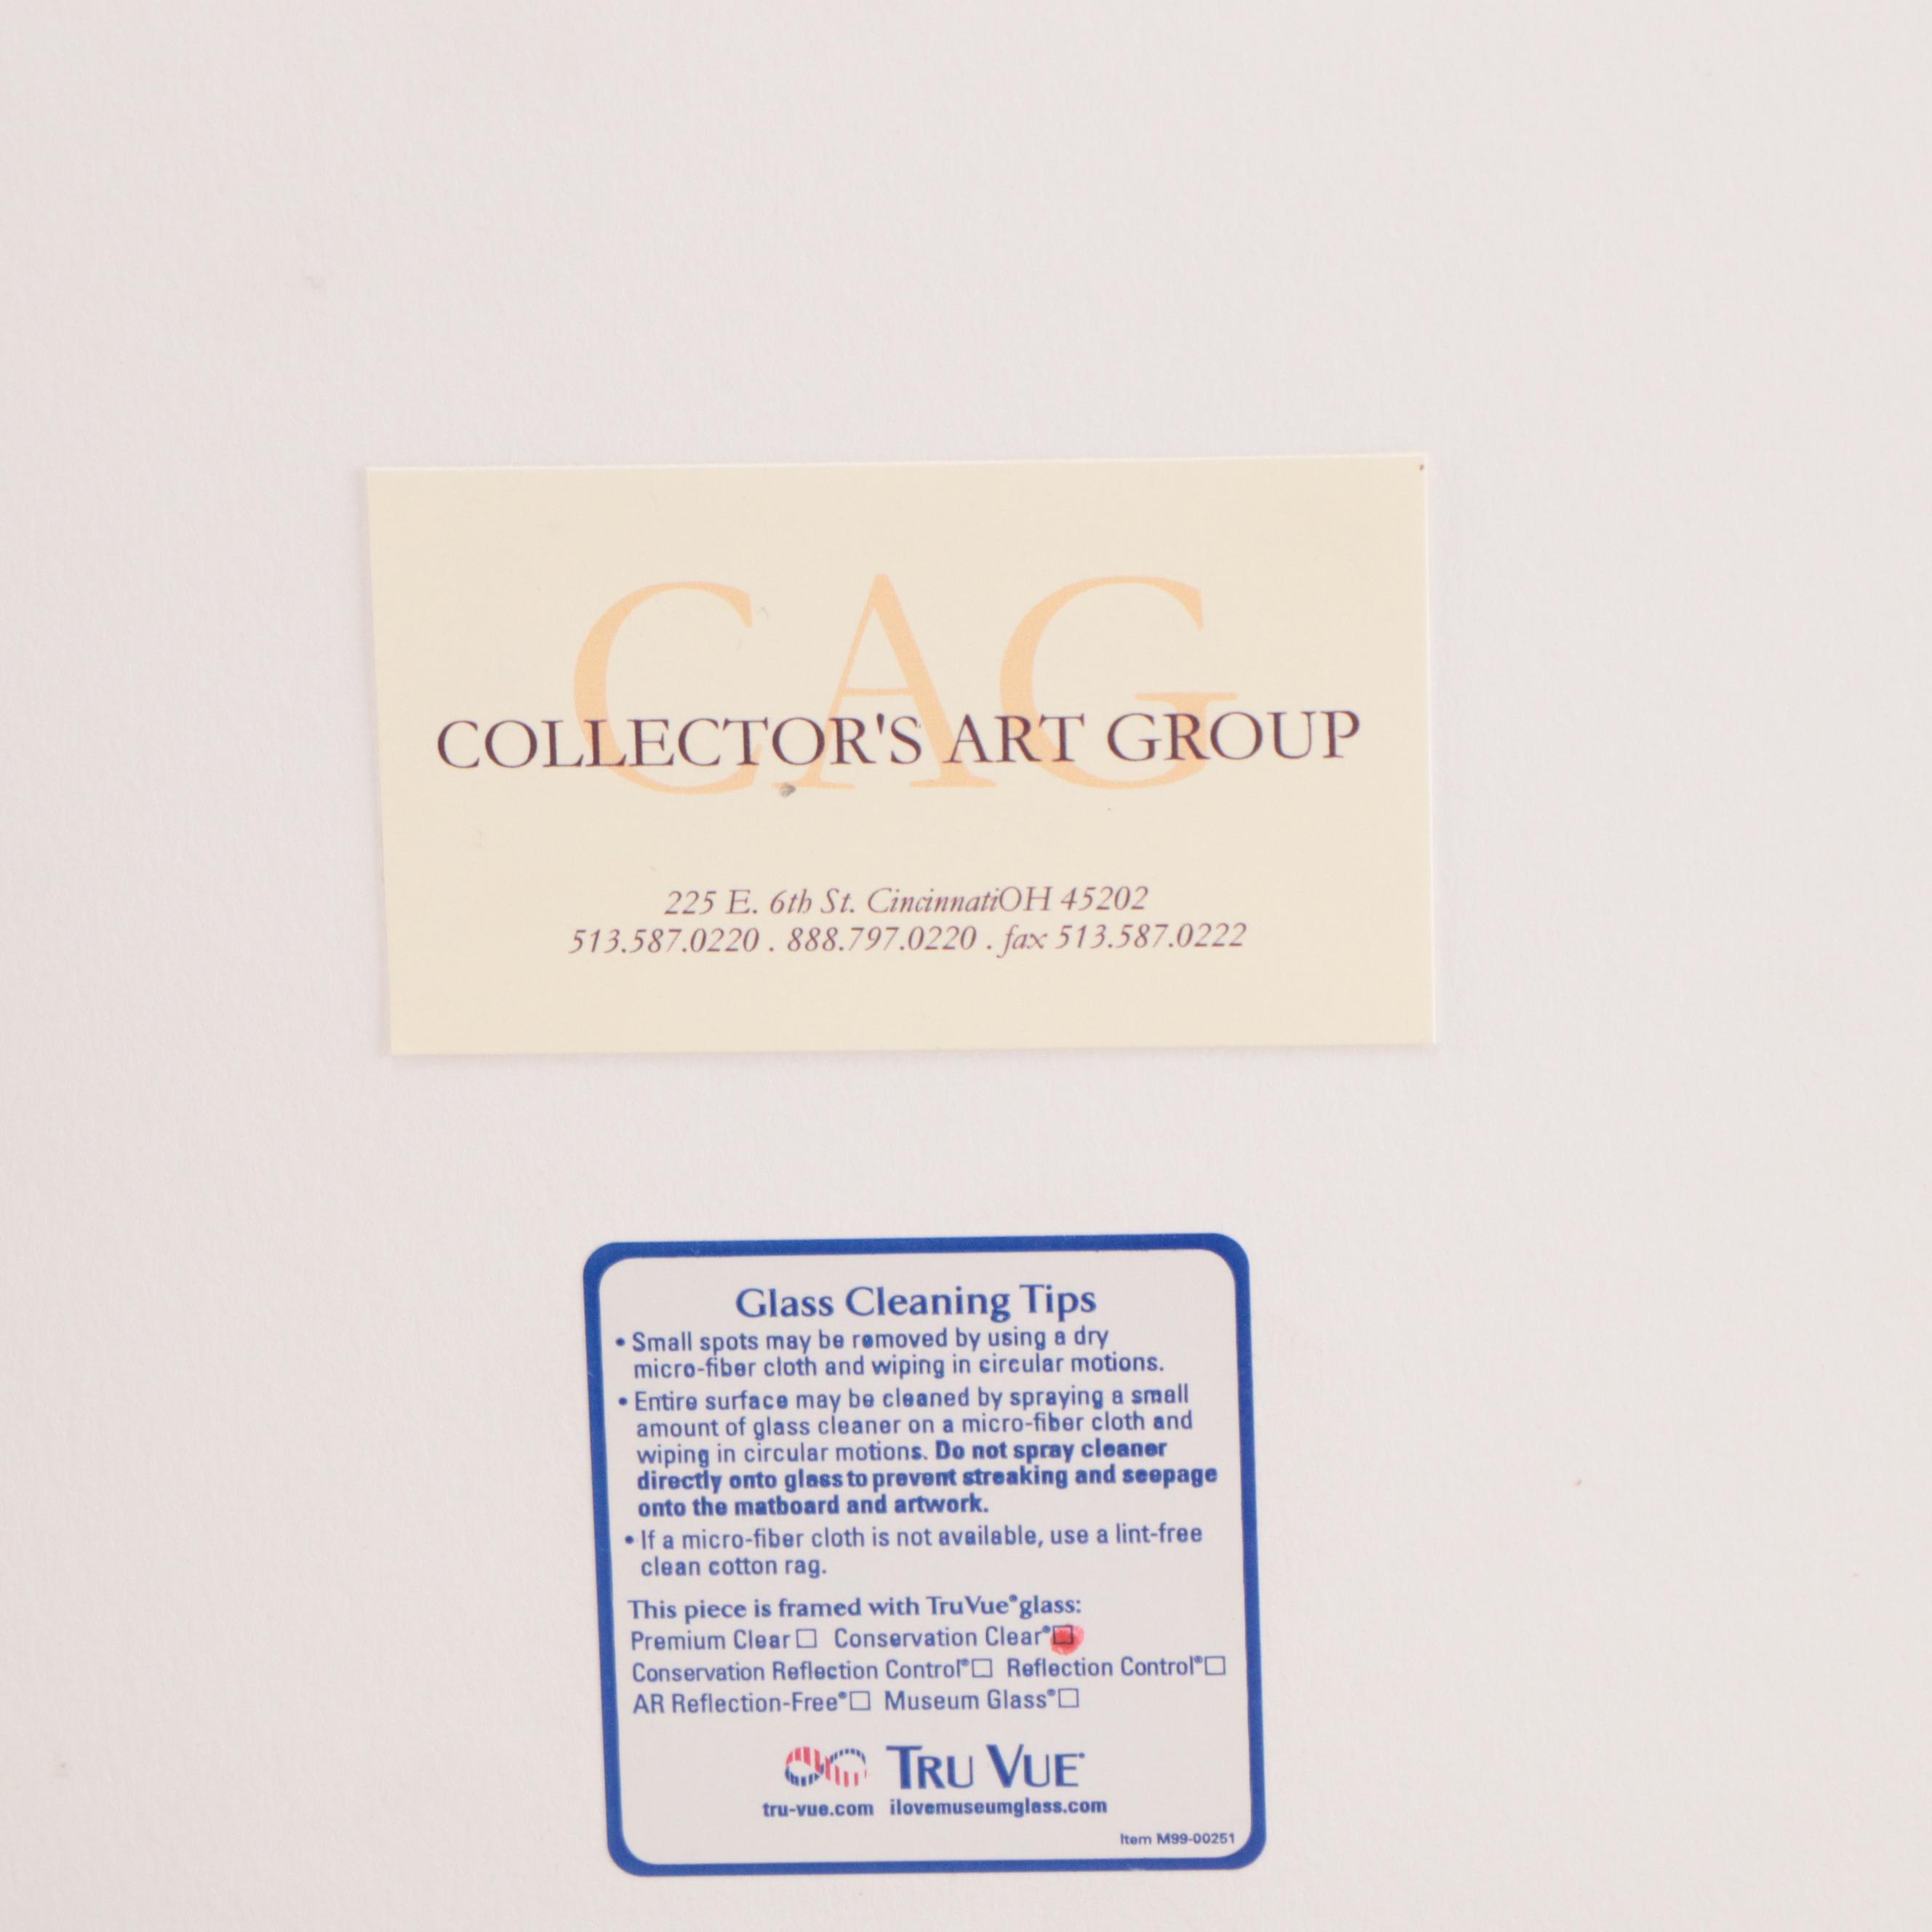 CAG
COLLECTOR'S ART GROUP
225 E. 6th St. CincinnatiOH 45202
513.587.0220 . 888.797.0220 . fax 513.587.0222
Glass Cleaning Tips
• Small spots may be removed by using a dry
micro-fiber cloth and wiping in circular motions.
• Entire surface may be cleaned by spraying a small
amount of glass cleaner on a micro-fiber cloth and
wiping in circular motions. Do not spray cleaner
directly onto glass to prevent streaking and seepage
onto the matboard and artwork.
• If a micro-fiber cloth is not available, use a lint-free
clean cotton rag.
This piece is framed with TruVue® glass:
Premium Clear □ Conservation Clear® □
Conservation Reflection Control® □ Reflection Control® □
AR Reflection-Free® □ Museum Glass® □
TRU VUE®
tru-vue.com ilovemuseumglass.com
Item M99-00251